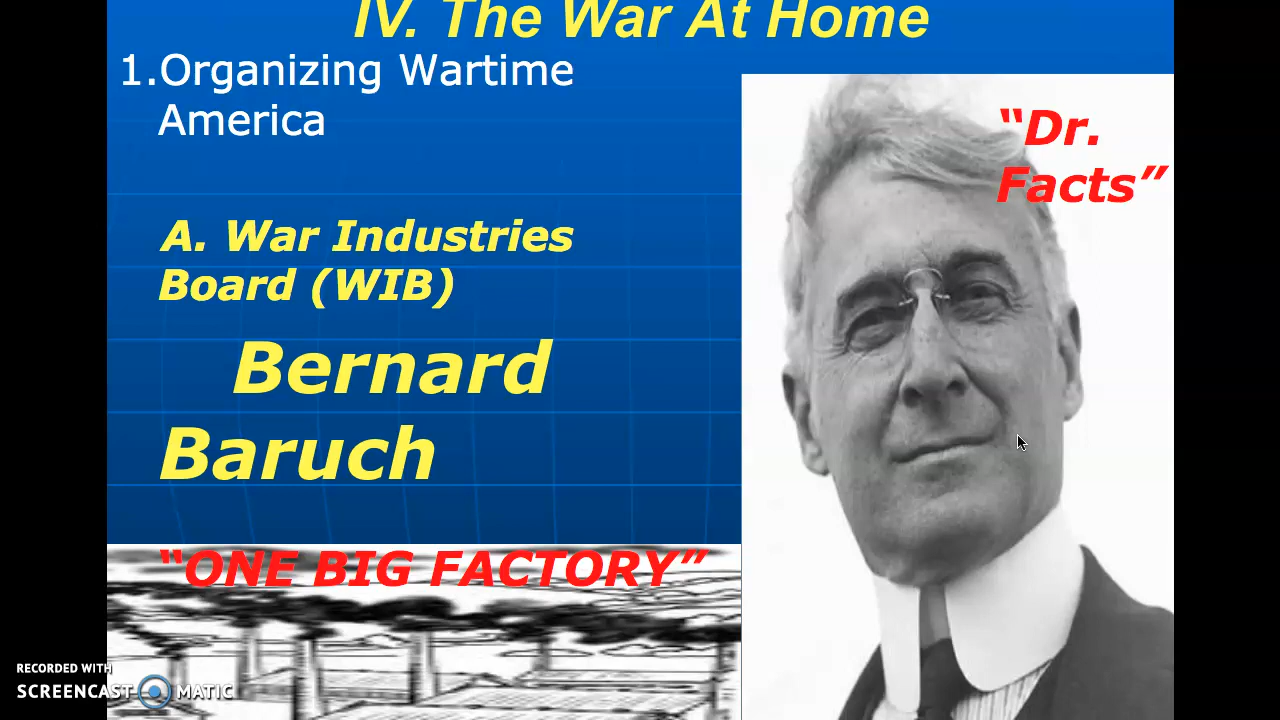 IV. The War At Home
1.Organizing Wartime
America
“Dr.
Facts”
A. War Industries
Board (WIB)
Bernard
Baruch
“ONE BIG FACTORY”
RECORDED WITH
SCREENCAST MATIC